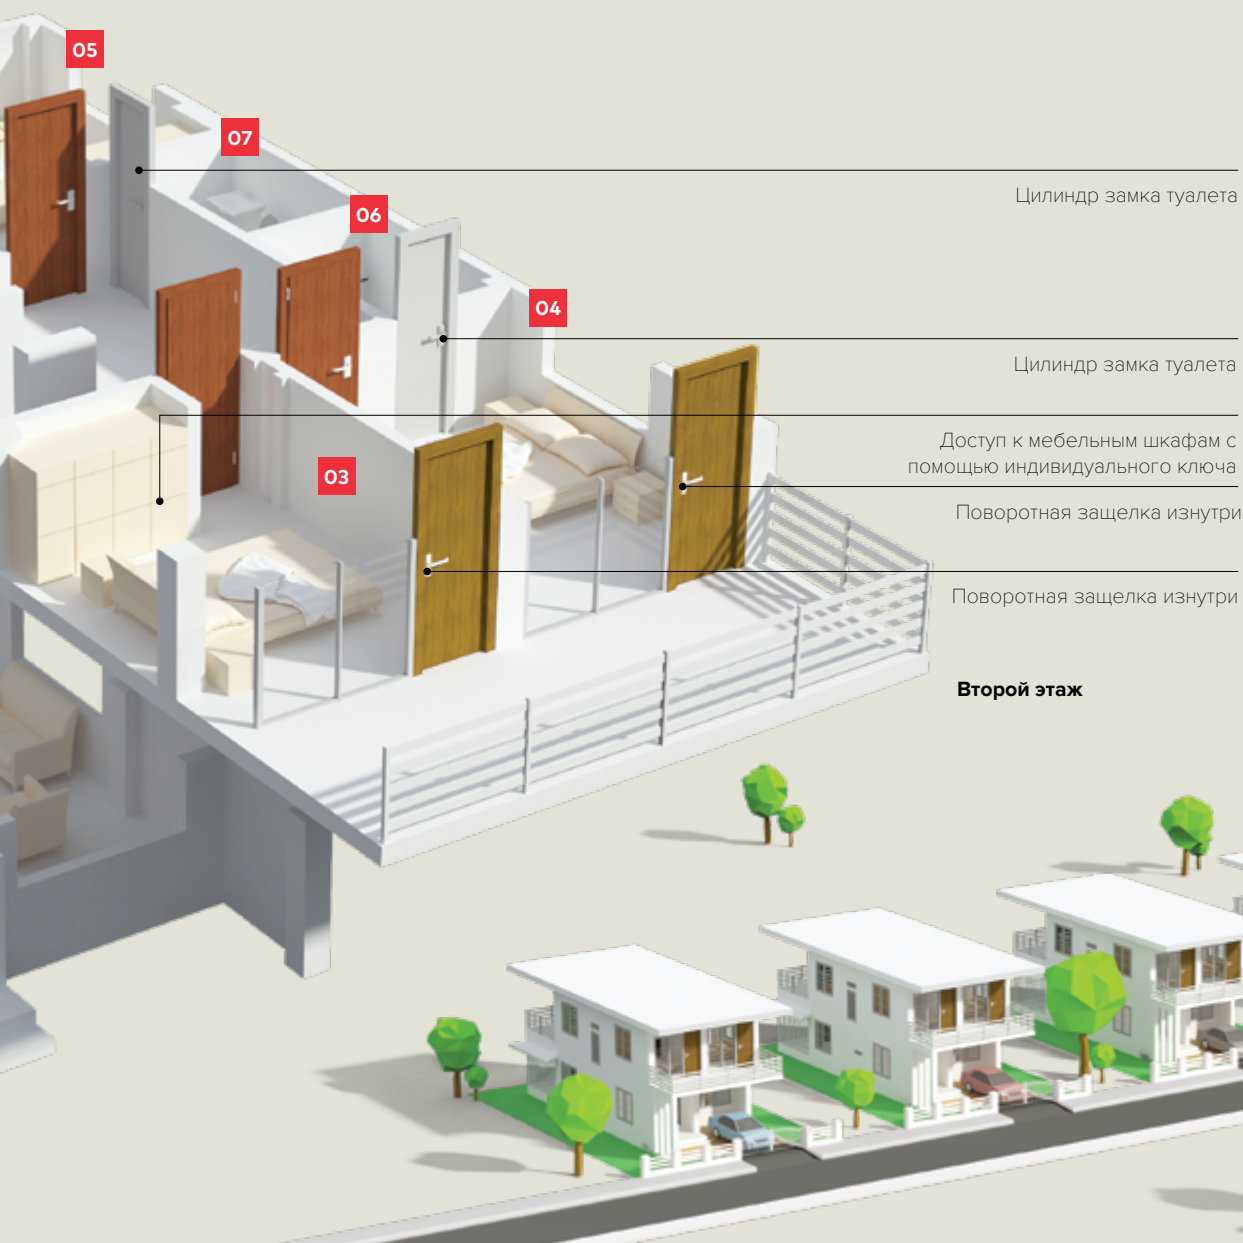 05
07
Цилиндр замка туалета
06
04
Цилиндр замка туалета
Доступ к мебельным шкафам с
помощью индивидуального ключа
03
Поворотная защелка изнутри
Поворотная защелка изнутри
Второй этаж